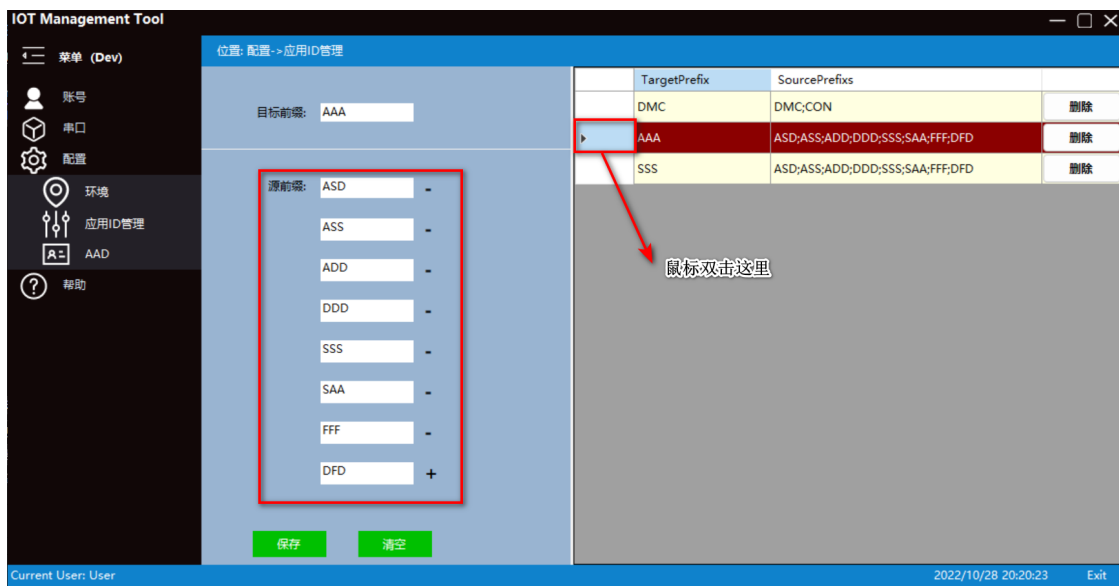 IOT Management Tool
菜单 (Dev)
位置: 配置->应用ID管理
账号
串口
配置
环境
应用ID管理
AAD
帮助
目标前缀: AAA
源前缀: ASD -
ASS -
ADD -
DDD -
SSS -
SAA -
FFF -
DFD +
保存 清空
TargetPrefix SourcePrefixs
DMC DMC;CON 删除
AAA ASD;ASS;ADD;DDD;SSS;SAA;FFF;DFD 删除
SSS ASD;ASS;ADD;DDD;SSS;SAA;FFF;DFD 删除
鼠标双击这里
Current User: User 2022/10/28 20:20:23 Exit